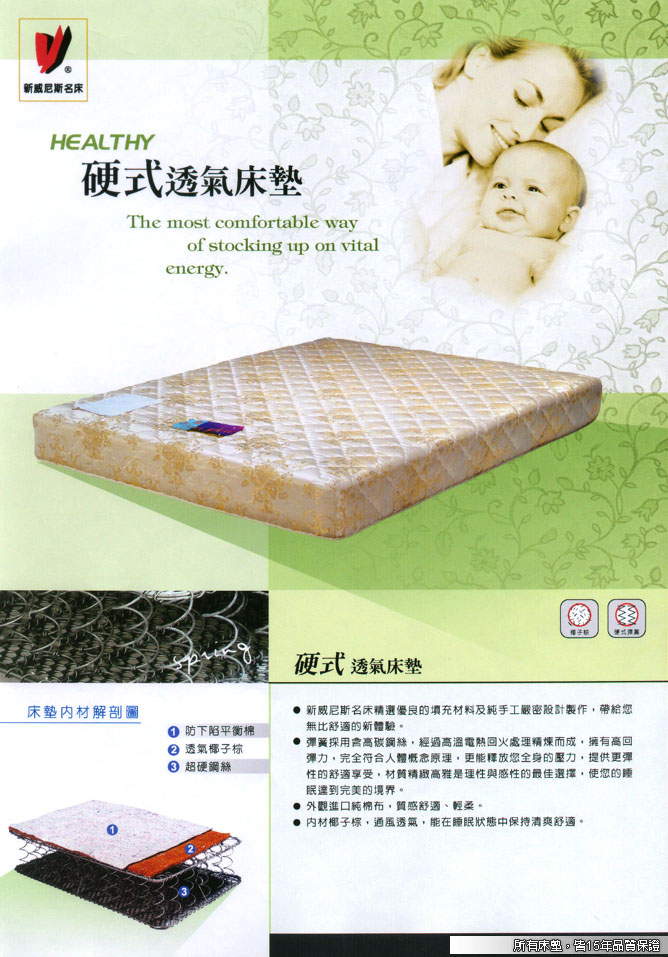 新威尼斯名床
®
HEALTHY
硬式透氣床墊
The most comfortable way
of stocking up on vital
energy.
spring
椰子棕
硬式彈簧
硬式 透氣床墊
床墊內材解剖圖
1 防下陷平衡棉
2 透氣椰子棕
3 超硬鋼絲
1
2
3
● 新威尼斯名床精選優良的填充材料及純手工嚴密設計製作，帶給您
無比舒適的新體驗。
● 彈簧採用含高碳鋼絲，經過高溫電熱回火處理精煉而成，擁有高回
彈力，完全符合人體概念原理，更能釋放您全身的壓力，提供更彈
性的舒適享受，材質精緻高雅是理性與感性的最佳選擇，使您的睡
眠達到完美的境界。
● 外觀進口純棉布，質感舒適、輕柔。
● 內材椰子棕，通風透氣，能在睡眠狀態中保持清爽舒適。
所有床墊，皆15年品質保證